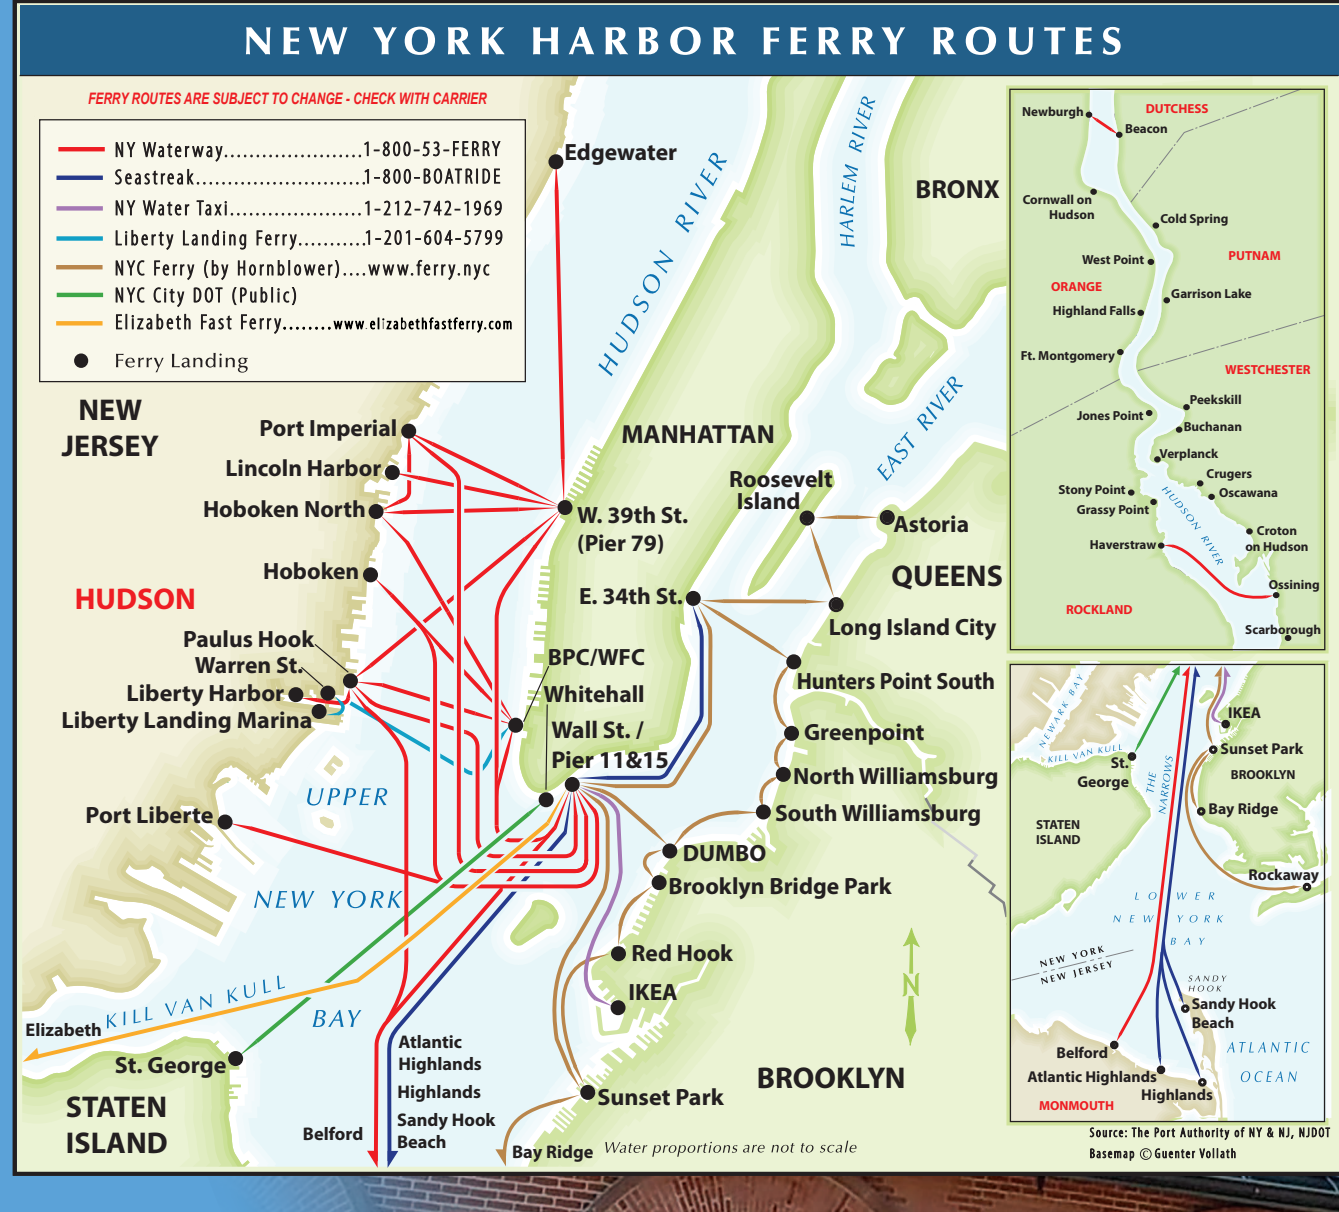 NEW YORK HARBOR FERRY ROUTES
FERRY ROUTES ARE SUBJECT TO CHANGE - CHECK WITH CARRIER
NY Waterway......................1-800-53-FERRY
Seastreak...........................1-800-BOATRIDE
NY Water Taxi.....................1-212-742-1969
Liberty Landing Ferry...........1-201-604-5799
NYC Ferry (by Hornblower)....www.ferry.nyc
NYC City DOT (Public)
Elizabeth Fast Ferry........www.elizabethfastferry.com
Ferry Landing
NEW
JERSEY
HUDSON
Edgewater
HUDSON RIVER
HARLEM RIVER
BRONX
EAST RIVER
MANHATTAN
Port Imperial
Lincoln Harbor
Hoboken North
Hoboken
Paulus Hook
Warren St.
Liberty Harbor
Liberty Landing Marina
Port Liberte
W. 39th St.
(Pier 79)
Roosevelt
Island
Astoria
QUEENS
E. 34th St.
Long Island City
Hunters Point South
BPC/WFC
Whitehall
Wall St. /
Pier 11&15
Greenpoint
North Williamsburg
South Williamsburg
DUMBO
Brooklyn Bridge Park
Red Hook
IKEA
UPPER
NEW YORK
BAY
KILL VAN KULL
Elizabeth
St. George
STATEN
ISLAND
Atlantic
Highlands
Highlands
Sandy Hook
Beach
Belford
Sunset Park
Bay Ridge
BROOKLYN
N
Water proportions are not to scale
Newburgh
DUTCHESS
Beacon
Cornwall on
Hudson
Cold Spring
West Point
PUTNAM
ORANGE
Garrison Lake
Highland Falls
Ft. Montgomery
WESTCHESTER
Peekskill
Jones Point
Buchanan
Verplanck
Crugers
Stony Point
Oscawana
Grassy Point
HUDSON RIVER
Croton
on Hudson
Haverstraw
Ossining
ROCKLAND
Scarborough
NEWARK BAY
KILL VAN KULL
St.
George
THE
NARROWS
IKEA
Sunset Park
BROOKLYN
Bay Ridge
STATEN
ISLAND
Rockaway
LOWER
NEW YORK
BAY
NEW YORK
NEW JERSEY
SANDY
HOOK
Sandy Hook
Beach
Belford
Atlantic Highlands
Highlands
ATLANTIC
OCEAN
MONMOUTH
Source: The Port Authority of NY & NJ, NJDOT
Basemap © Guenter Vollath